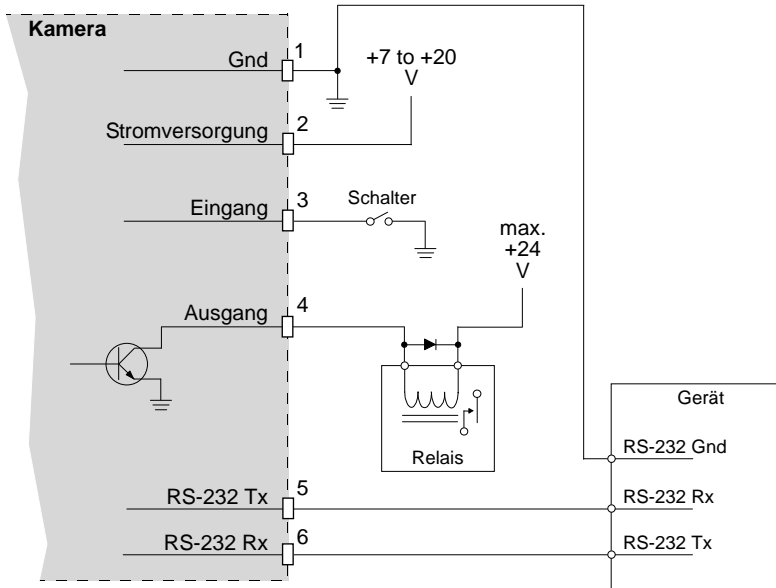 Kamera
Gnd
1
+7 to +20
V
Stromversorgung
2
Eingang
3
Schalter
max.
+24
V
Ausgang
4
Relais
Gerät
RS-232 Gnd
RS-232 Tx
5
RS-232 Rx
RS-232 Rx
6
RS-232 Tx